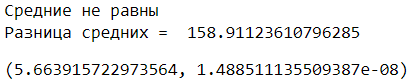 Средние не равны
Разница средних =  158.91123610796285
(5.663915722973564, 1.488511135509387e-08)